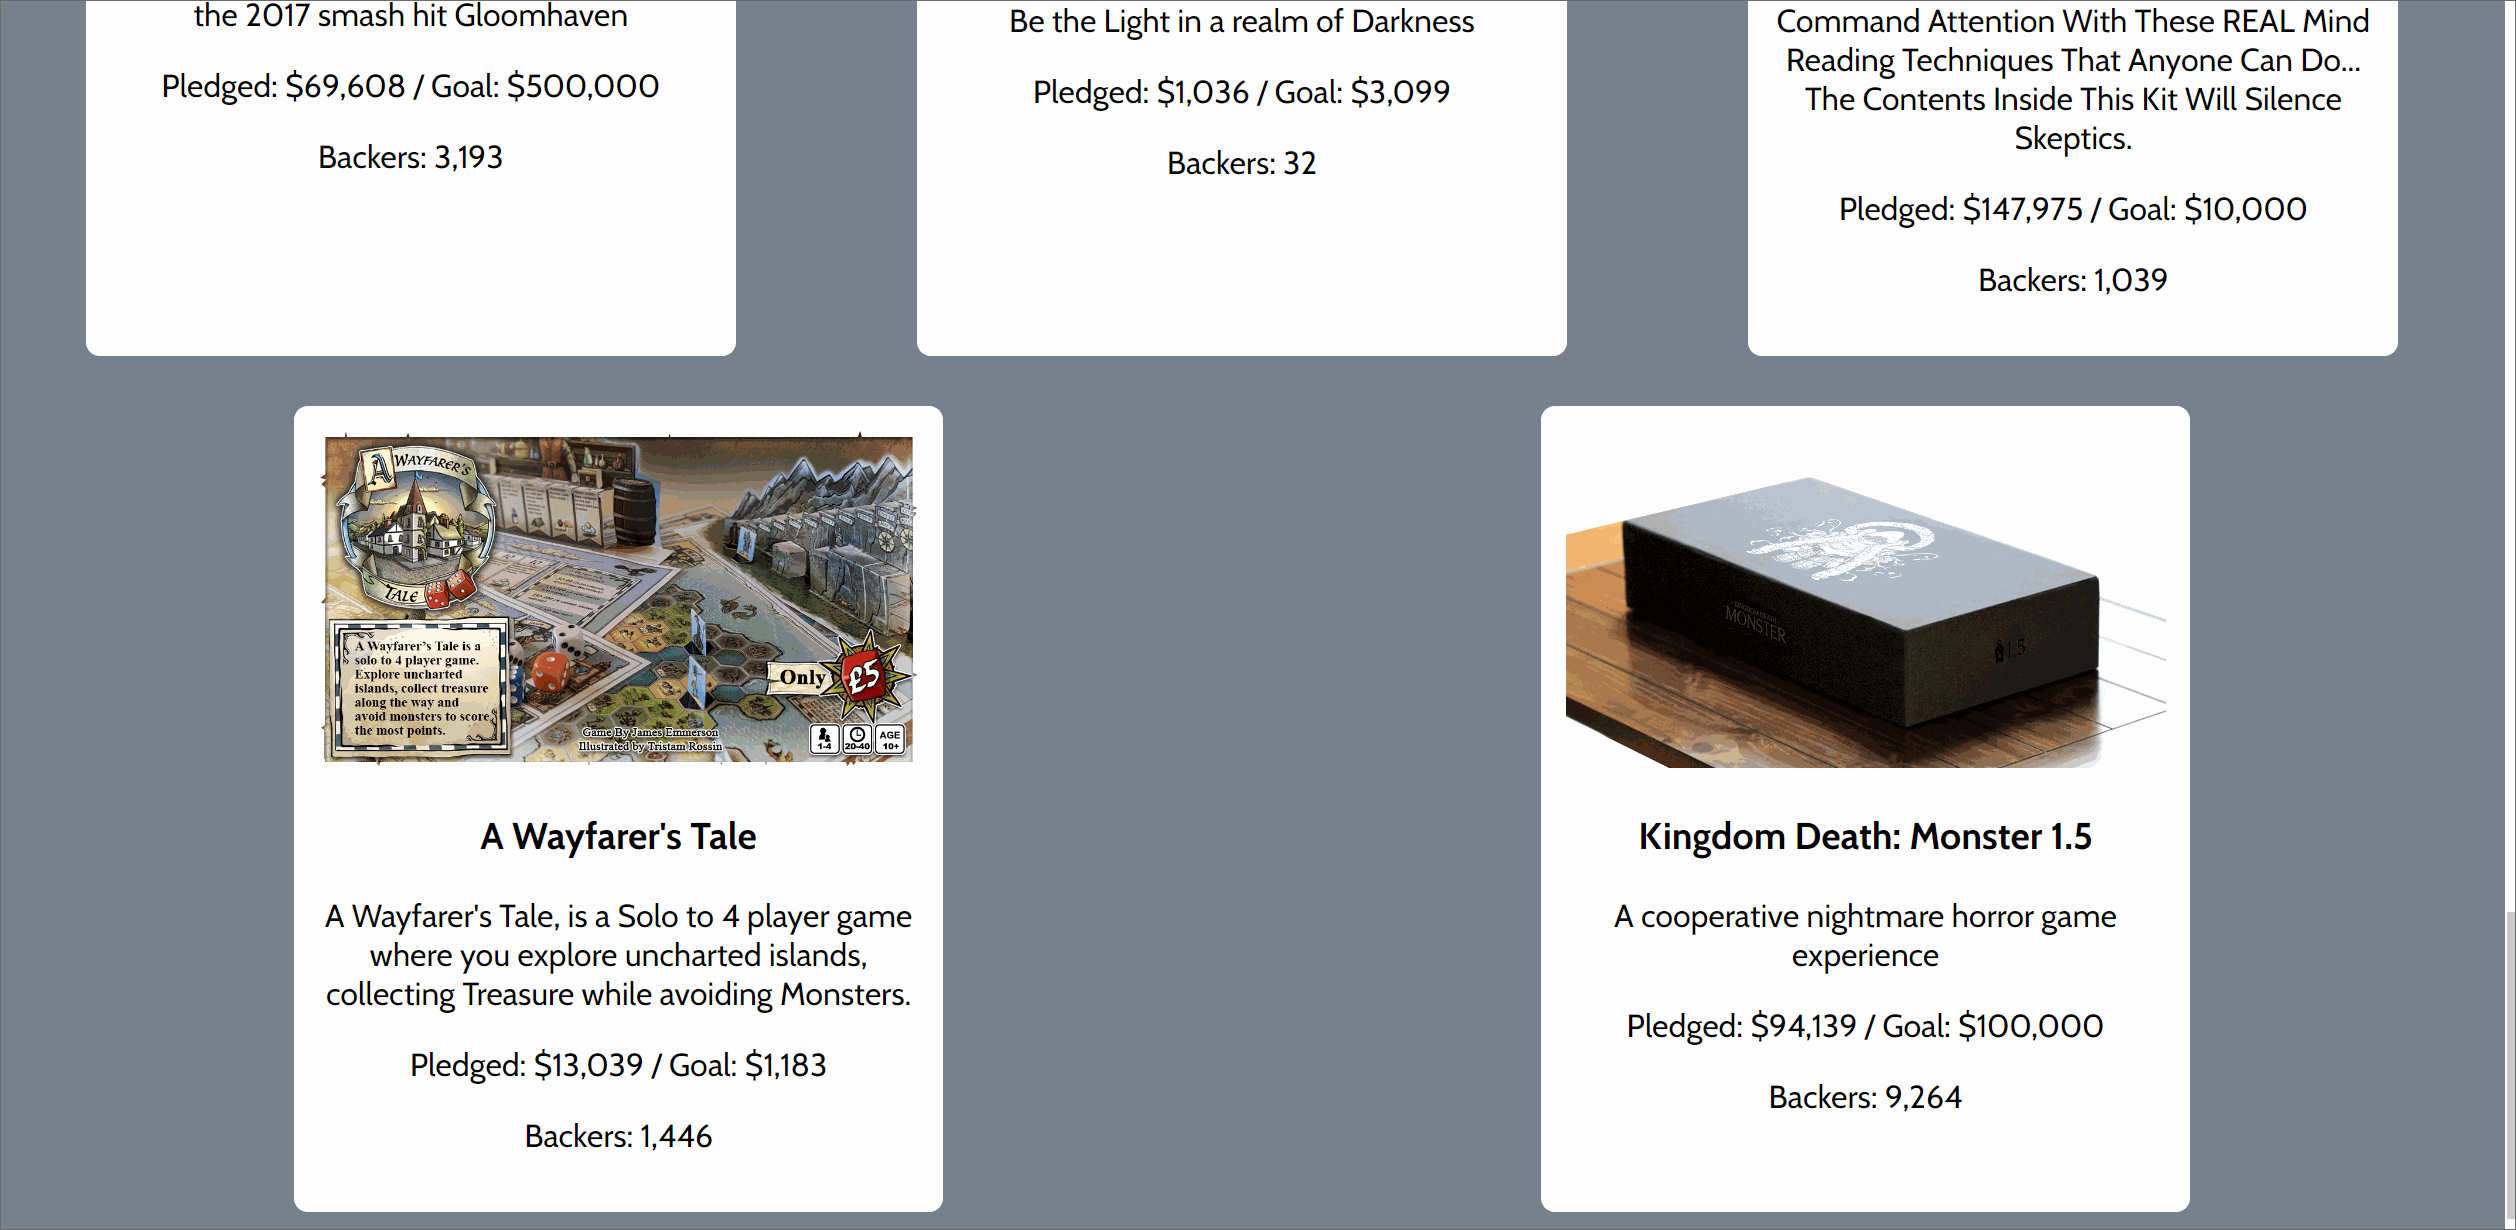 the 2017 smash hit Gloomhaven
Pledged: $69,608 / Goal: $500,000
Backers: 3,193
Be the Light in a realm of Darkness
Pledged: $1,036 / Goal: $3,099
Backers: 32
Command Attention With These REAL Mind
Reading Techniques That Anyone Can Do...
The Contents Inside This Kit Will Silence
Skeptics.
Pledged: $147,975 / Goal: $10,000
Backers: 1,039
A WAYFARER'S
TALE
A Wayfarer's Tale is a
solo to 4 player game.
Explore uncharted
islands, collect treasure
along the way and
avoid monsters to score
the most points.
Only £5
Game By James Emmerson
Illustrated by Tristam Rossin
1-4
20-40
AGE
10+
A Wayfarer's Tale
A Wayfarer's Tale, is a Solo to 4 player game
where you explore uncharted islands,
collecting Treasure while avoiding Monsters.
Pledged: $13,039 / Goal: $1,183
Backers: 1,446
KINGDOM DEATH
MONSTER
1.5
Kingdom Death: Monster 1.5
A cooperative nightmare horror game
experience
Pledged: $94,139 / Goal: $100,000
Backers: 9,264